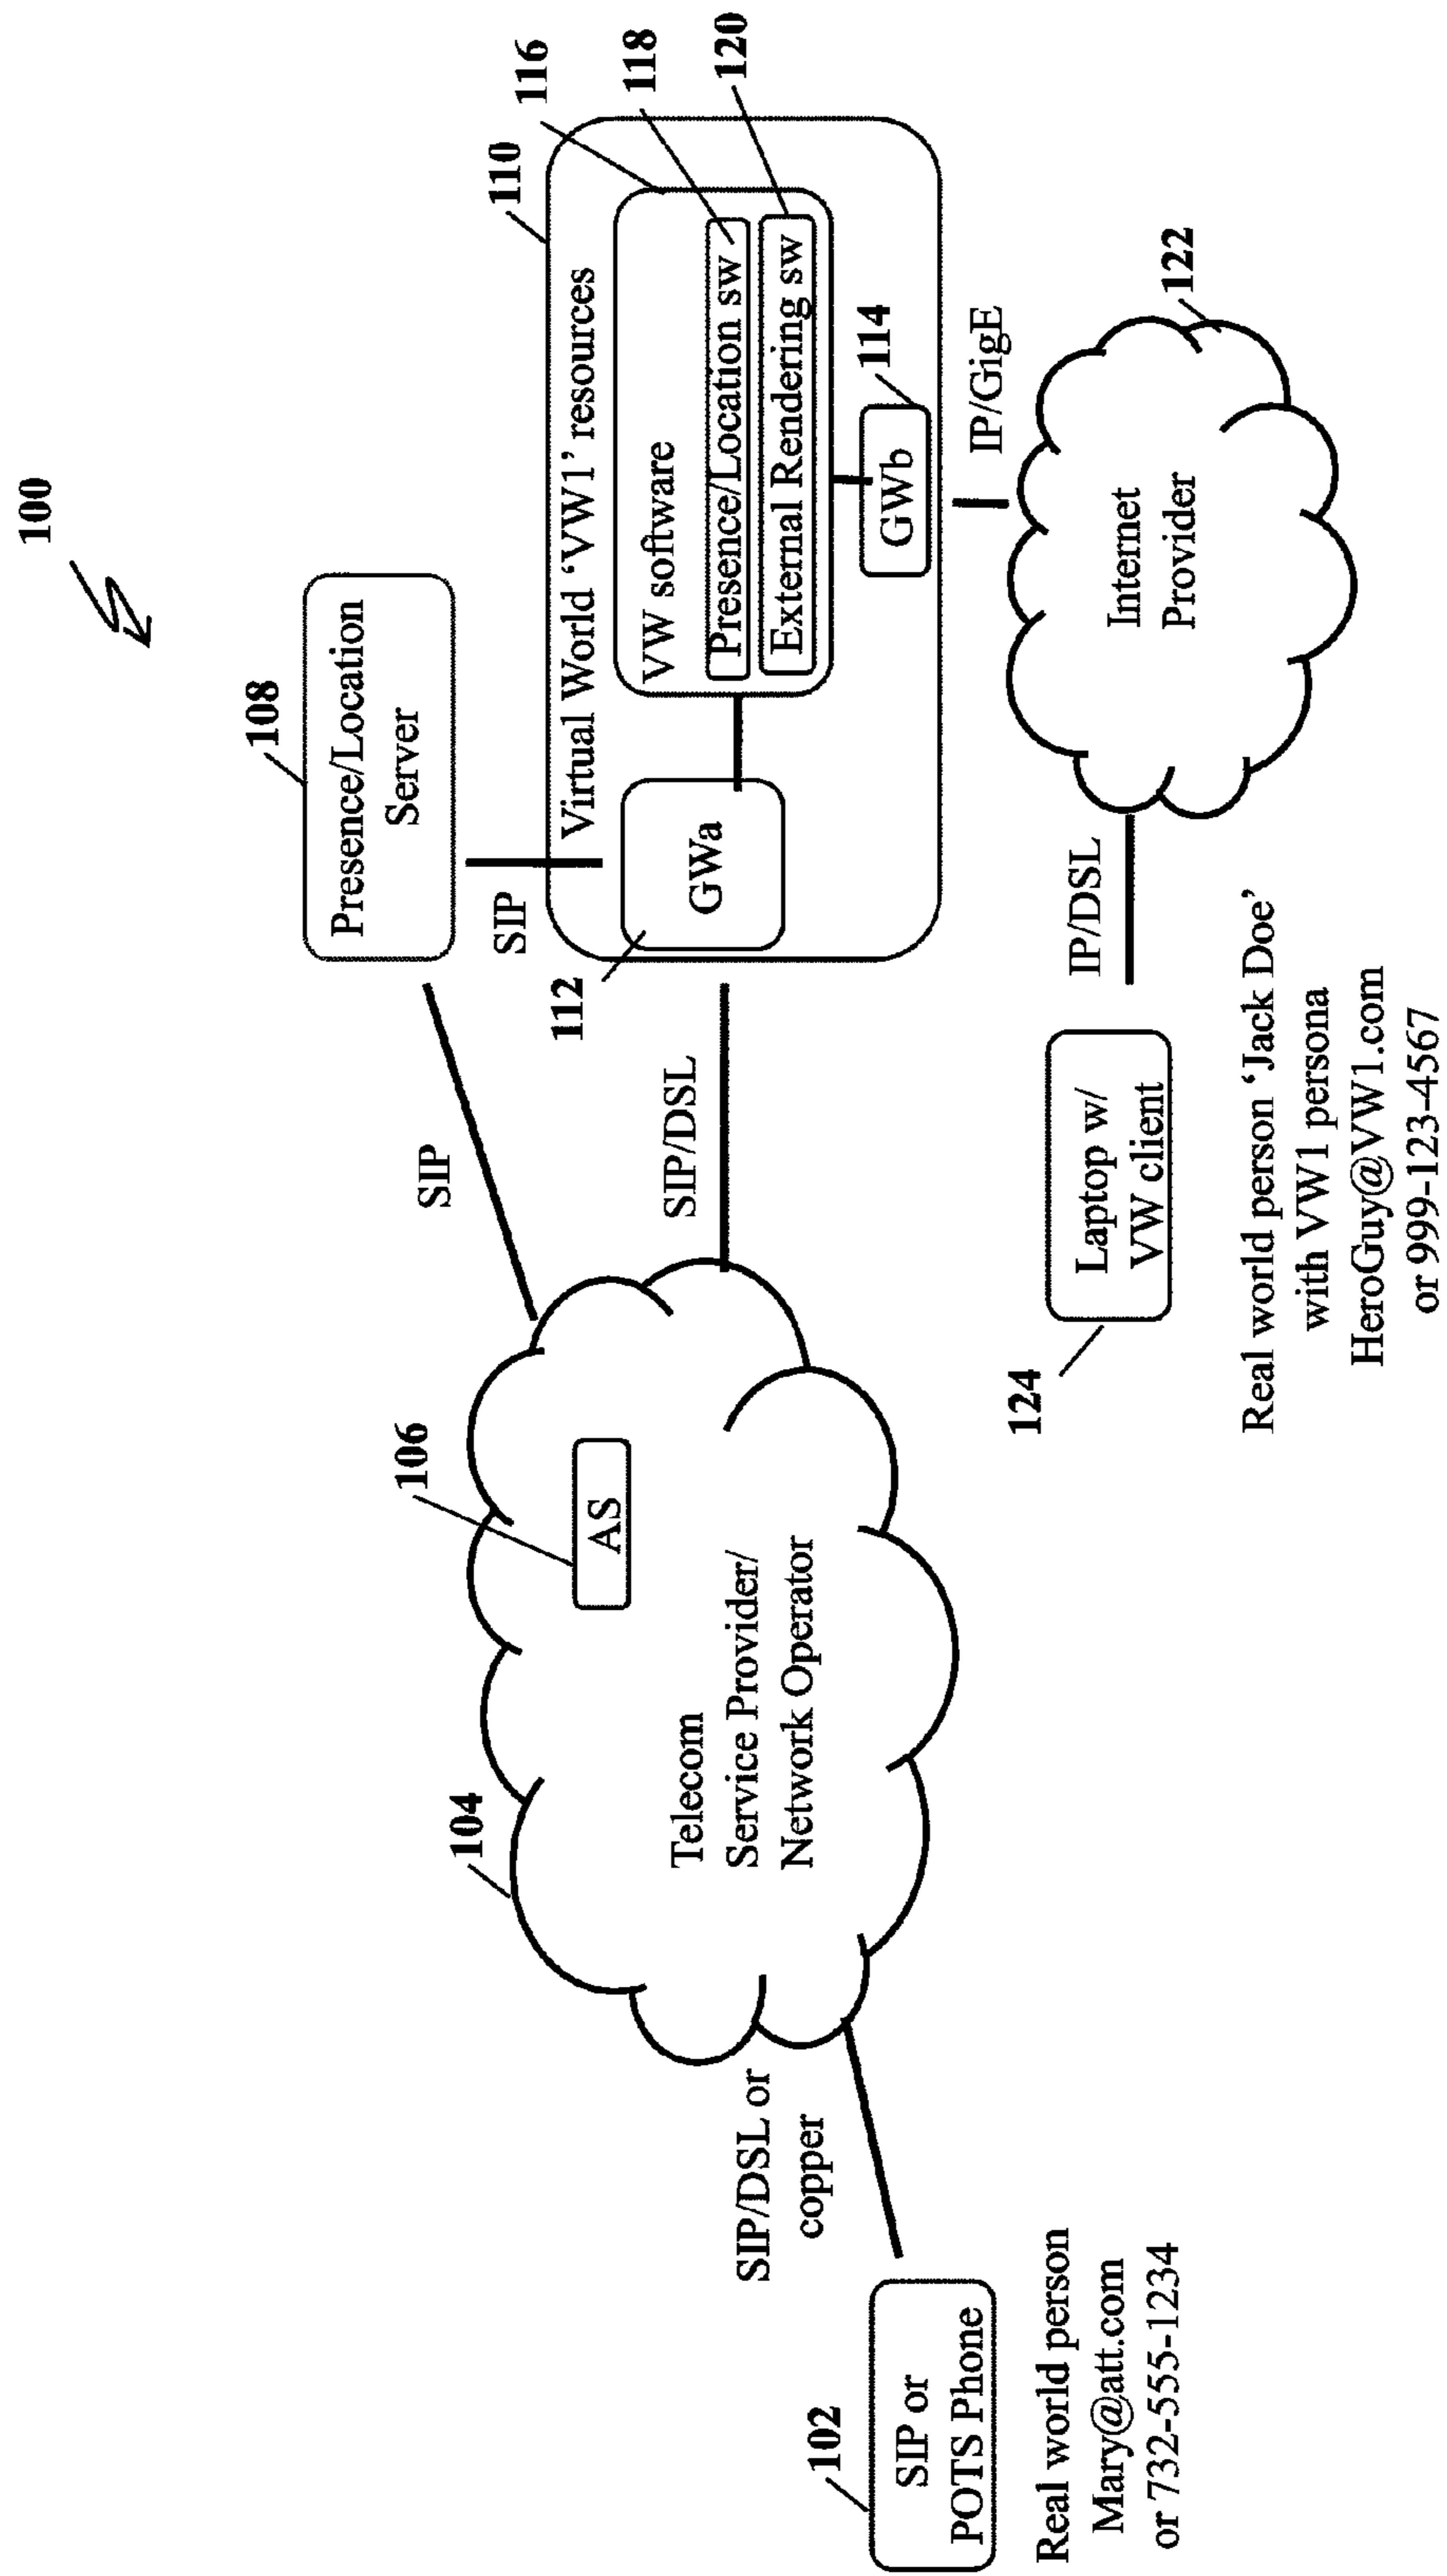 100
108
Presence/Location
Server
SIP
SIP
110
116
118
120
Virtual World ‘VW1’ resources
VW software
Presence/Location sw
External Rendering sw
GWa
112
GWb
114
SIP/DSL
IP/GigE
104
106
AS
Telecom
Service Provider/
Network Operator
122
Internet
Provider
IP/DSL
SIP/DSL or
copper
102
SIP or
POTS Phone
Real world person
Mary@att.com
or 732-555-1234
124
Laptop w/
VW client
Real world person ‘Jack Doe’
with VW1 persona
HeroGuy@VW1.com
or 999-123-4567